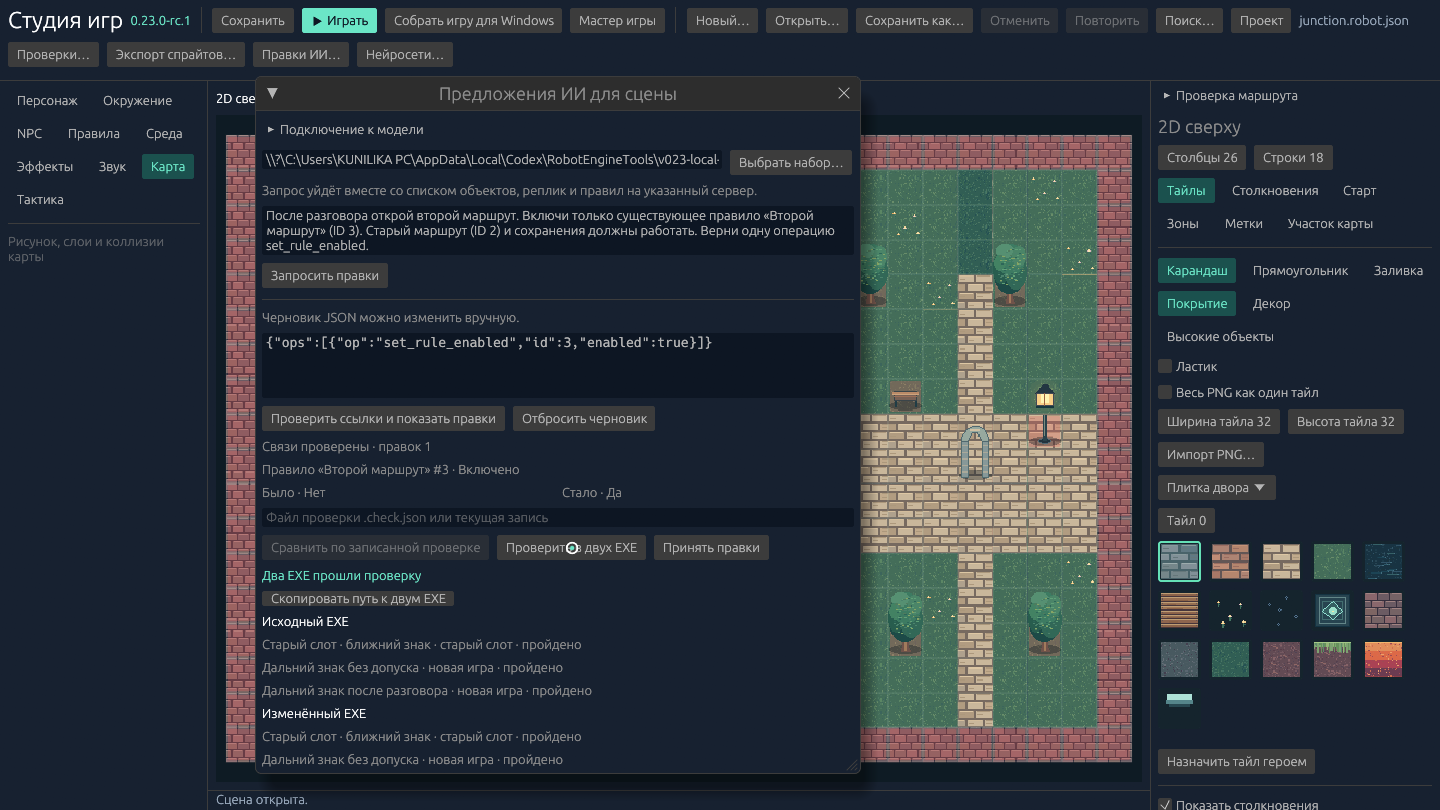 Студия игр 0.23.0-rc.1 Сохранить Играть Собрать игру для Windows Мастер игры Новый... Открыть... Сохранить как... Отменить Повторить Поиск... Проект junction.robot.json
Проверки... Экспорт спрайтов... Правки ИИ... Нейросети...
Персонаж Окружение
NPC Правила Среда
Эффекты Звук Карта
Тактика
Рисунок, слои и коллизии
карты
2D све
Предложения ИИ для сцены
Подключение к модели
\\?\C:\Users\KUNILIKA PC\AppData\Local\Codex\RobotEngineTools\v023-local- Выбрать набор...
Запрос уйдёт вместе со списком объектов, реплик и правил на указанный сервер.
После разговора открой второй маршрут. Включи только существующее правило «Второй
маршрут» (ID 3). Старый маршрут (ID 2) и сохранения должны работать. Верни одну операцию
set_rule_enabled.
Запросить правки
Черновик JSON можно изменить вручную.
{"ops":[{"op":"set_rule_enabled","id":3,"enabled":true}]}
Проверить ссылки и показать правки Отбросить черновик
Связи проверены · правок 1
Правило «Второй маршрут» #3 · Включено
Было · Нет Стало · Да
Файл проверки .check.json или текущая запись
Сравнить по записанной проверке двух EXE Принять правки
Два EXE прошли проверку
Скопировать путь к двум EXE
Исходный EXE
Старый слот · ближний знак · старый слот · пройдено
Дальний знак без допуска · новая игра · пройдено
Дальний знак после разговора · новая игра · пройдено
Изменённый EXE
Старый слот · ближний знак · старый слот · пройдено
Дальний знак без допуска · новая игра · пройдено
Сцена открыта.
Проверка маршрута
2D сверху
Столбцы 26 Строки 18
Тайлы Столкновения Старт
Зоны Метки Участок карты
Карандаш Прямоугольник Заливка
Покрытие Декор
Высокие объекты
Ластик
Весь PNG как один тайл
Ширина тайла 32 Высота тайла 32
Импорт PNG...
Плитка двора
Тайл 0
Назначить тайл героем
Показать столкновения